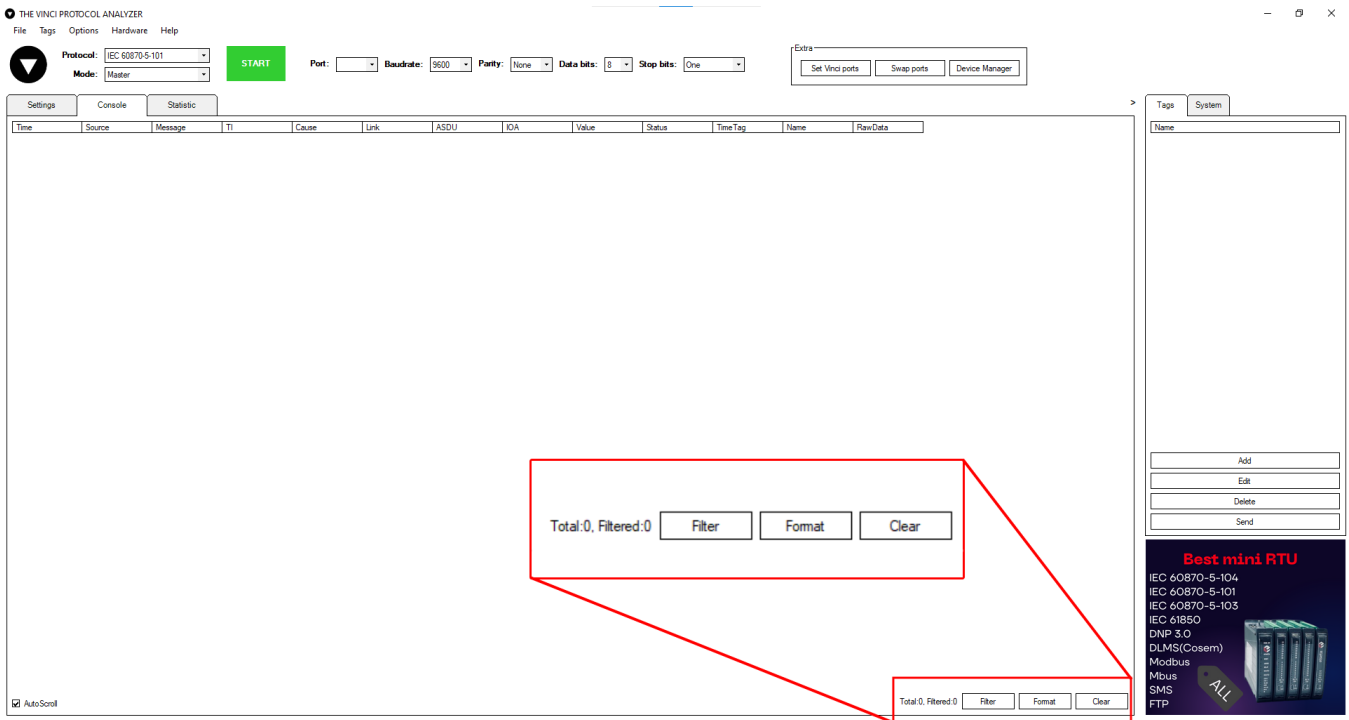 THE VINCI PROTOCOL ANALYZER
File Tags Options Hardware Help
Protocol: IEC 60870-5-101
Mode: Master
START
Port: Baudrate: 9600 Parity: None Data bits: 8 Stop bits: One
Extra
Set Vinci ports Swap ports Device Manager
Settings Console Statistic >
Time Source Message TI Cause Link ASDU IOA Value Status TimeTag Name RawData
Total:0, Filtered:0 Filter Format Clear
AutoScroll
Total:0, Filtered:0 Filter Format Clear
Tags System
Name
Add
Edit
Delete
Send
Best mini RTU
IEC 60870-5-104
IEC 60870-5-101
IEC 60870-5-103
IEC 61850
DNP 3.0
DLMS(Cosem)
Modbus
Mbus
SMS
FTP
ALL